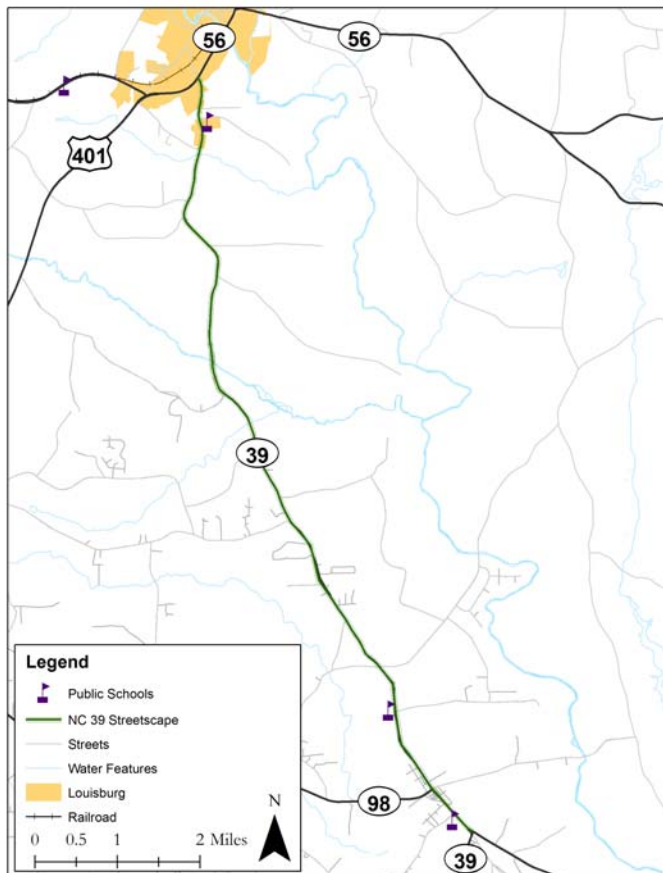 56
56
401
39
98
39
Legend
Public Schools
NC 39 Streetscape
Streets
Water Features
Louisburg
Railroad
N
0 0.5 1 2 Miles